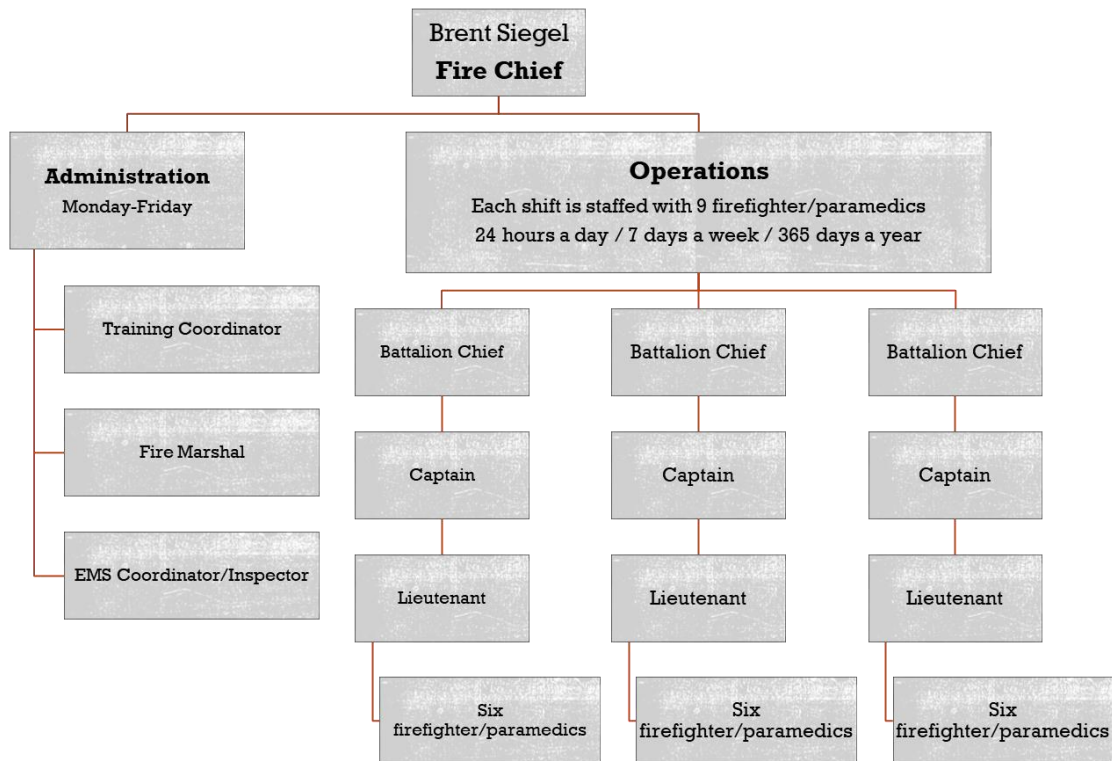 Brent Siegel
Fire Chief
Administration
Monday-Friday
Operations
Each shift is staffed with 9 firefighter/paramedics
24 hours a day / 7 days a week / 365 days a year
Training Coordinator
Fire Marshal
EMS Coordinator/Inspector
Battalion Chief
Captain
Lieutenant
Six
firefighter/paramedics
Battalion Chief
Captain
Lieutenant
Six
firefighter/paramedics
Battalion Chief
Captain
Lieutenant
Six
firefighter/paramedics